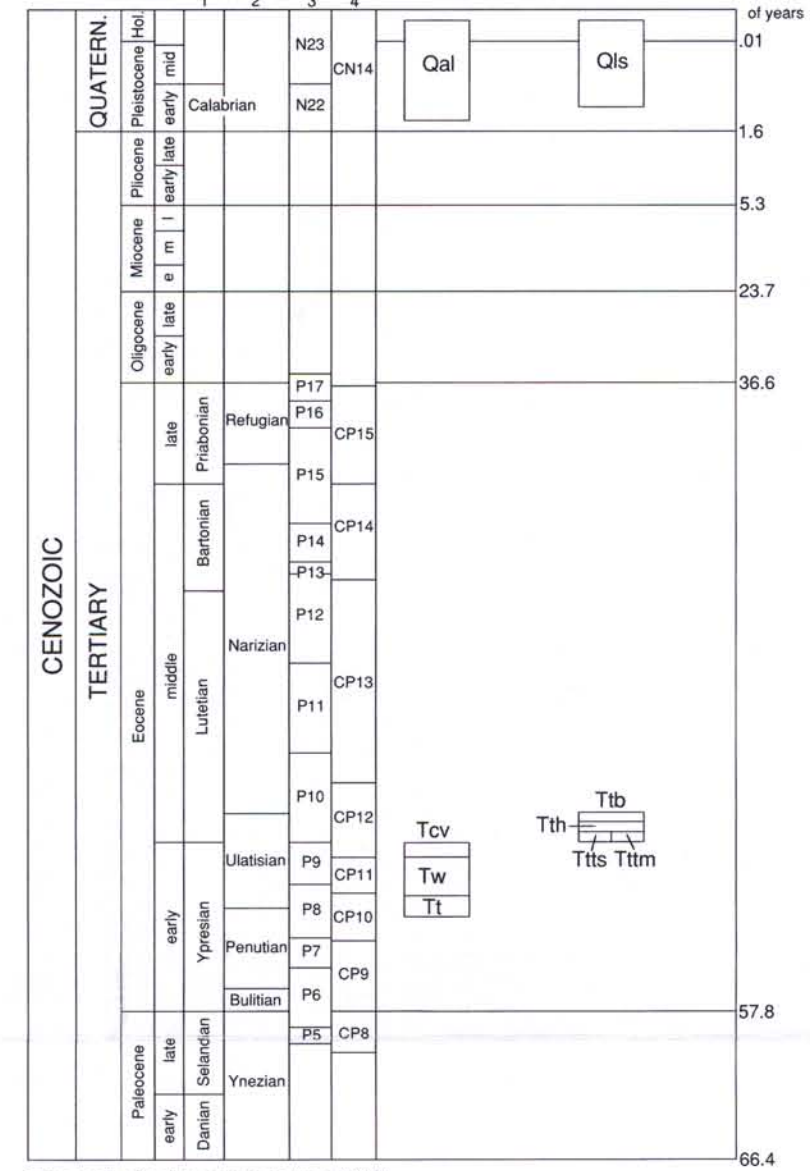 1 2 3 4
of years
CENOZOIC
QUATERN.
TERTIARY
Hol.
Pleistocene
mid
early
Calabrian
N23
N22
CN14
Qal
Qls
.01
1.6
Pliocene
late
early
5.3
Miocene
l
m
e
23.7
Oligocene
late
early
36.6
Eocene
late
middle
early
Priabonian
Bartonian
Lutetian
Ypresian
Refugian
Narizian
Ulatisian
Penutian
Bulitian
P17
P16
P15
P14
P13
P12
P11
P10
P9
P8
P7
P6
P5
CP15
CP14
CP13
CP12
CP11
CP10
CP9
CP8
Tcv
Tw
Tt
Ttb
Tth
Ttts Tttm
57.8
Paleocene
late
early
Selandian
Danian
Ynezian
66.4